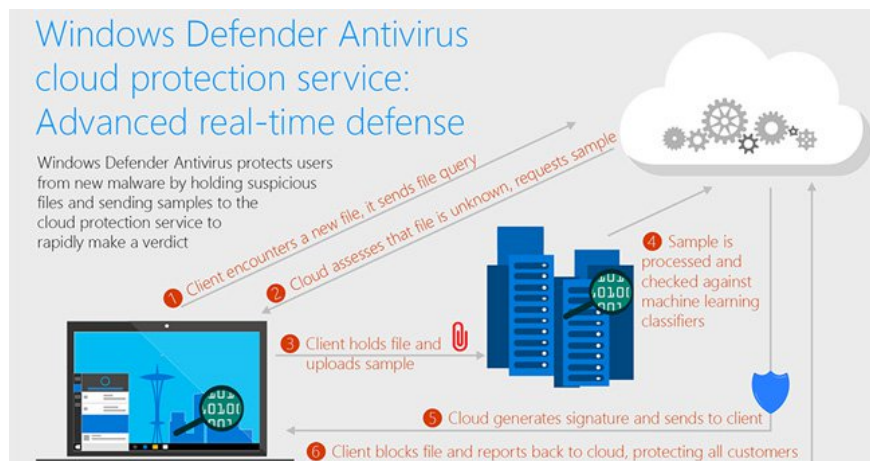 Windows Defender Antivirus
cloud protection service:
Advanced real-time defense
Windows Defender Antivirus protects users
from new malware by holding suspicious
files and sending samples to the
cloud protection service to
rapidly make a verdict
1 Client encounters a new file, it sends file query
2 Cloud assesses that file is unknown, requests sample
3 Client holds file and
uploads sample
4 Sample is
processed and
checked against
machine learning
classifiers
5 Cloud generates signature and sends to client
6 Client blocks file and reports back to cloud, protecting all customers